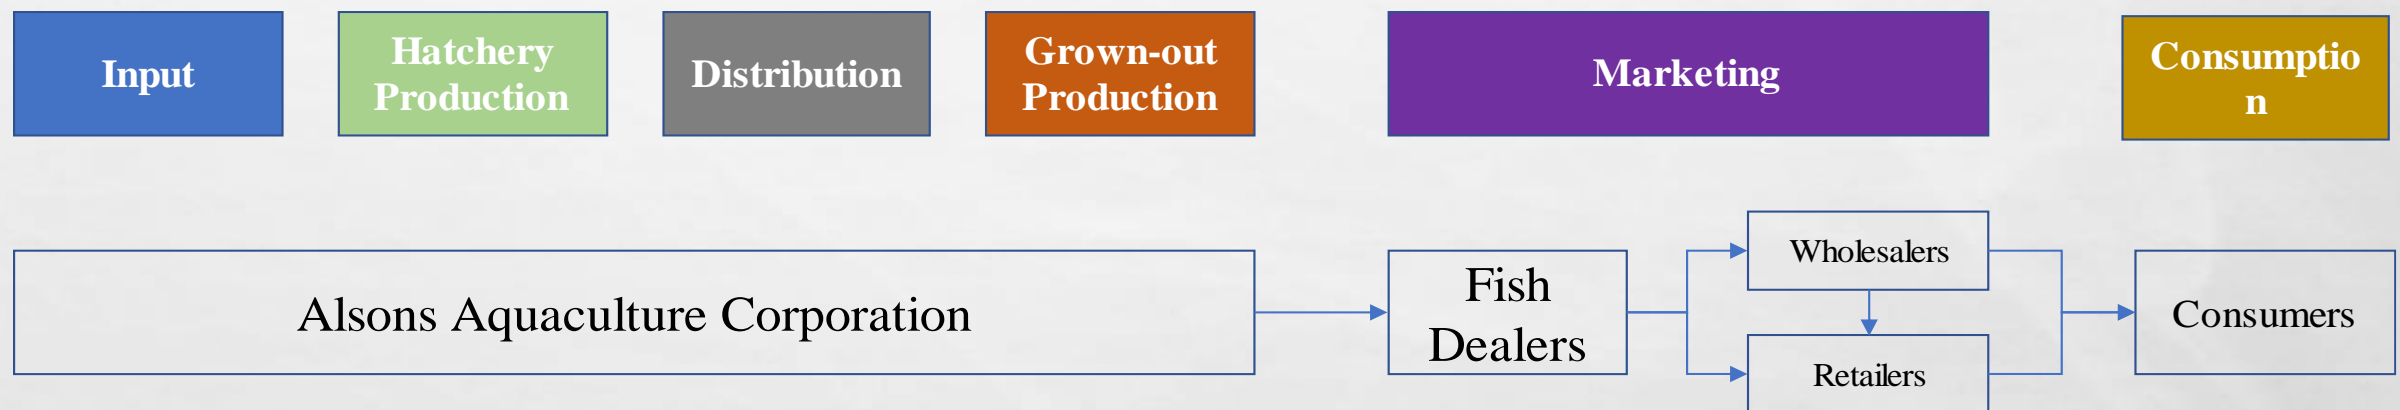 Input
Hatchery
Production
Distribution
Grown-out
Production
Marketing
Consumptio
n
Alsons Aquaculture Corporation
Fish
Dealers
Wholesalers
Retailers
Consumers